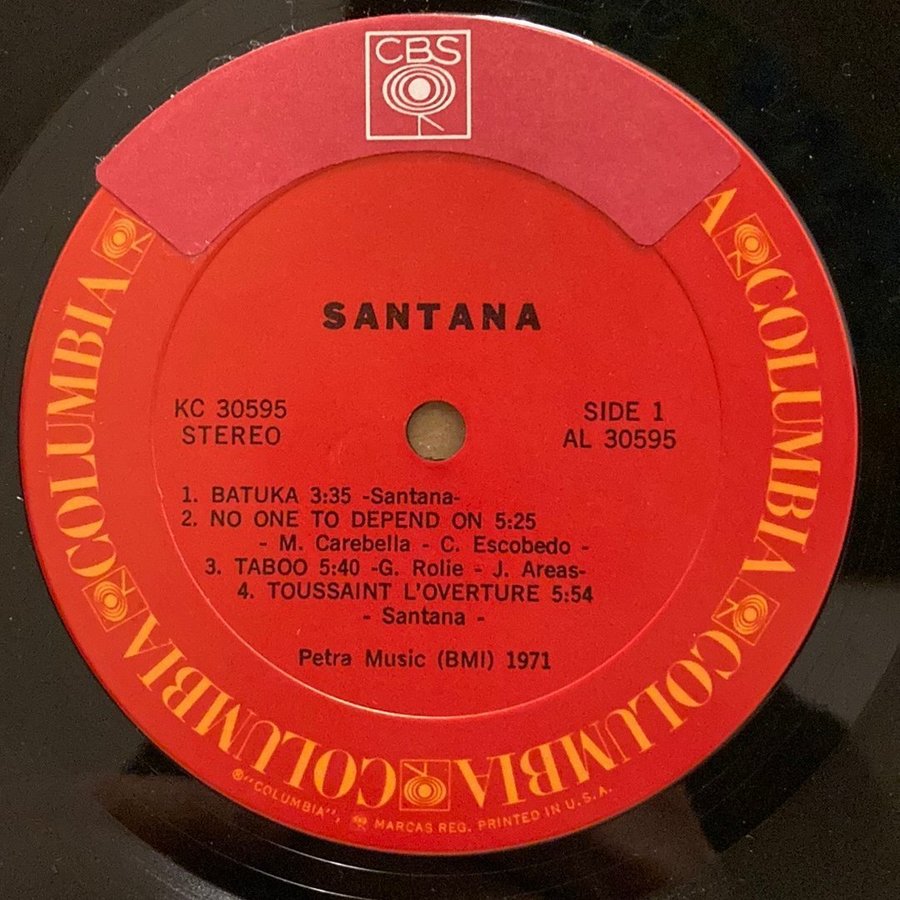 CBS
SANTANA
KC 30595
STEREO
SIDE 1
AL 30595
1. BATUKA 3:35 -Santana-
2. NO ONE TO DEPEND ON 5:25
- M. Carebella - C. Escobedo -
3. TABOO 5:40 -G. Rolie - J. Areas-
4. TOUSSAINT L'OVERTURE 5:54
- Santana -
Petra Music (BMI) 1971
COLUMBIA
COLUMBIA
COLUMBIA
COLUMBIA
COLUMBIA
COLUMBIA
A
®"COLUMBIA", MARCAS REG. PRINTED IN U.S.A.